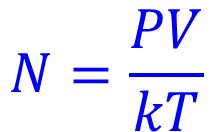 N = PV / kT